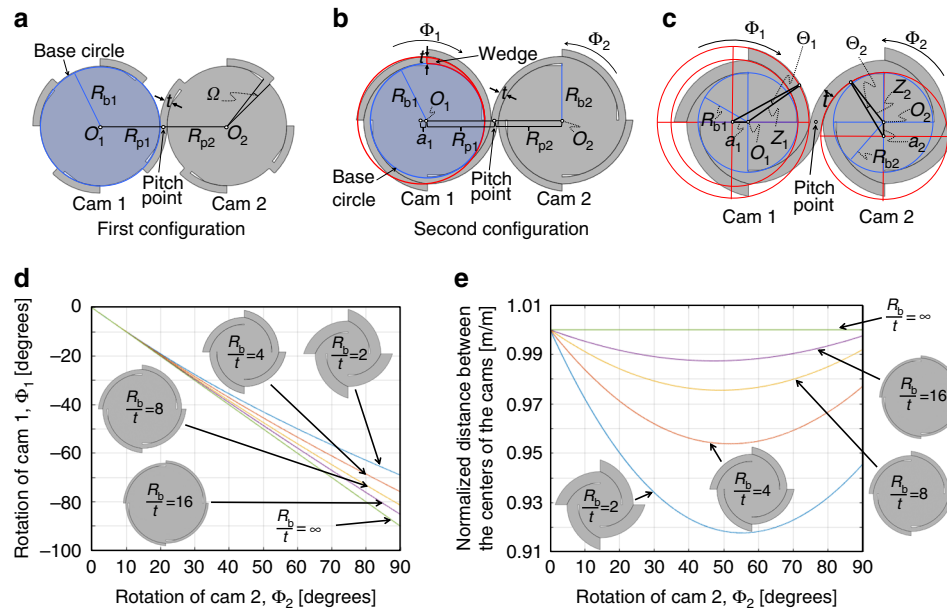 a
Base circle
R_b1
t
Ω
O_1
R_p1
R_p2
O_2
Pitch point
Cam 1
Cam 2
First configuration
b
Φ_1
Φ_2
t
Wedge
t
R_b1
O_1
R_b2
a_1
R_p1
R_p2
O_2
Base circle
Pitch point
Cam 1
Cam 2
Second configuration
c
Φ_1
Θ_1
Θ_2
Φ_2
t
Z_2
R_b1
O_2
a_1
O_1
Z_1
a_2
R_b2
Pitch point
Cam 1
Cam 2
d
Rotation of cam 1, Φ_1 [degrees]
0
−20
−40
−60
−80
−100
R_b/t=4
R_b/t=2
R_b/t=8
R_b/t=16
R_b/t=∞
0 10 20 30 40 50 60 70 80 90
Rotation of cam 2, Φ_2 [degrees]
e
Normalized distance between
the centers of the cams [m/m]
1.01
0.99
0.97
0.95
0.93
0.91
R_b/t=∞
R_b/t=16
R_b/t=8
R_b/t=4
R_b/t=2
0 10 20 30 40 50 60 70 80 90
Rotation of cam 2, Φ_2 [degrees]